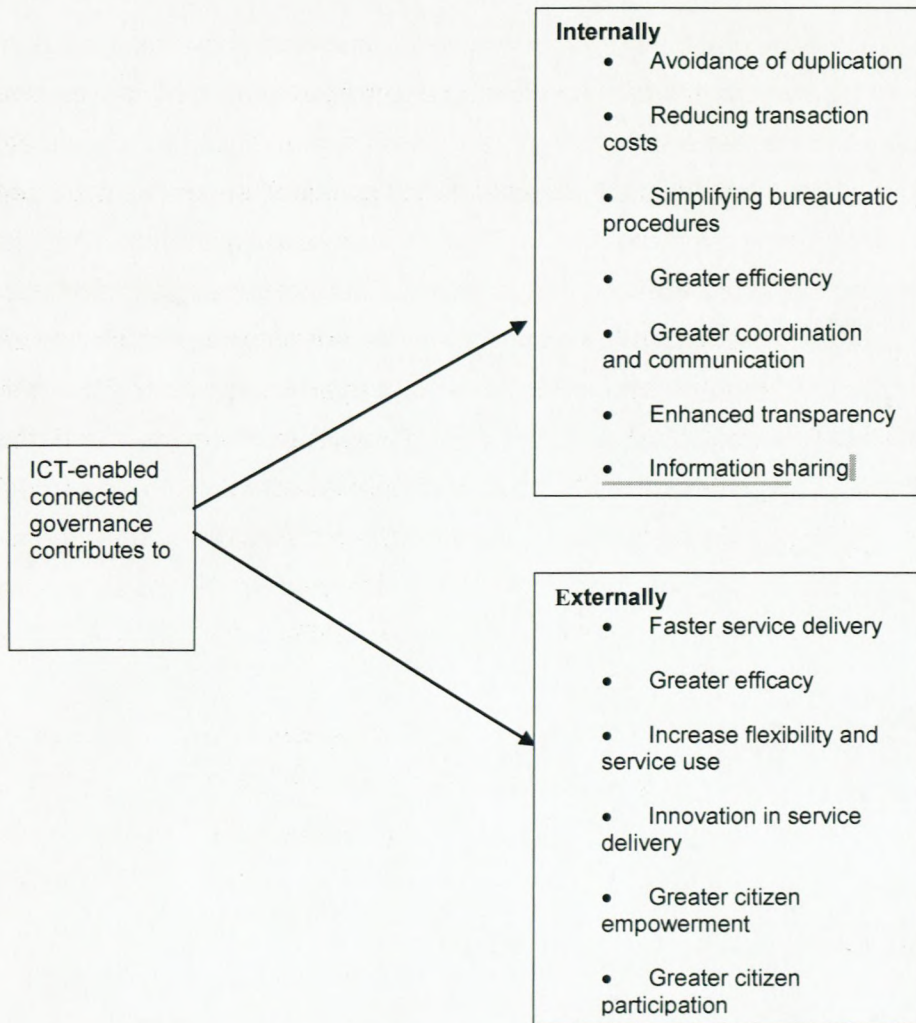 ICT-enabled
connected
governance
contributes to
Internally
• Avoidance of duplication
• Reducing transaction
costs
• Simplifying bureaucratic
procedures
• Greater efficiency
• Greater coordination
and communication
• Enhanced transparency
• Information sharing
Externally
• Faster service delivery
• Greater efficacy
• Increase flexibility and
service use
• Innovation in service
delivery
• Greater citizen
empowerment
• Greater citizen
participation